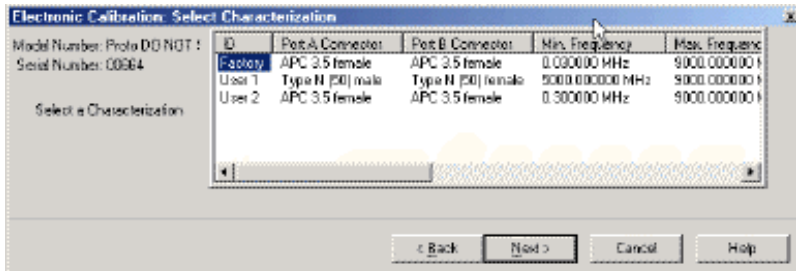 Electronic Calibration: Select Characterization
Model Number: Proto DO NOT
Serial Number: 00664
Select a Characterization
ID Port A Connector Port B Connector Min. Frequency Max. Frequenc
Factory APC 3.5 female APC 3.5 female 0.030000 MHz 9000.000000
User 1 Type N (50) male Type N (50) female 5000.000000 MHz 9000.000000
User 2 APC 3.5 female APC 3.5 female 0.300000 MHz 9000.000000
< Back Next > Cancel Help